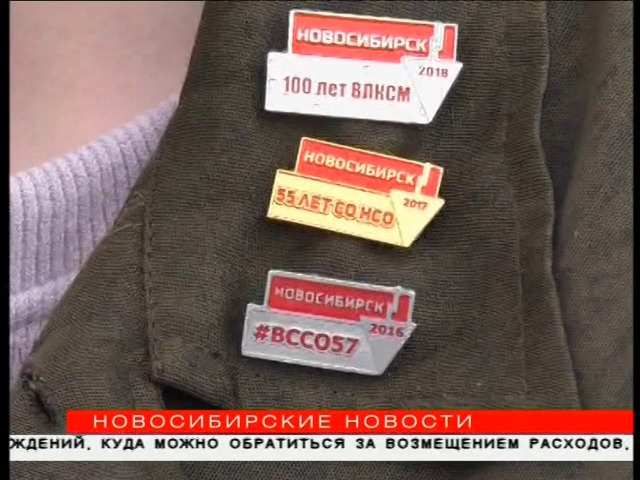 НОВОСИБИРСК
2018
100 лет ВЛКСМ
НОВОСИБИРСК
2017
55 ЛЕТ СО НСО
НОВОСИБИРСК
2016
#ВССО57
НОВОСИБИРСКИЕ НОВОСТИ
ЖДЕНИЙ, КУДА МОЖНО ОБРАТИТЬСЯ ЗА ВОЗМЕЩЕНИЕМ РАСХОДОВ,